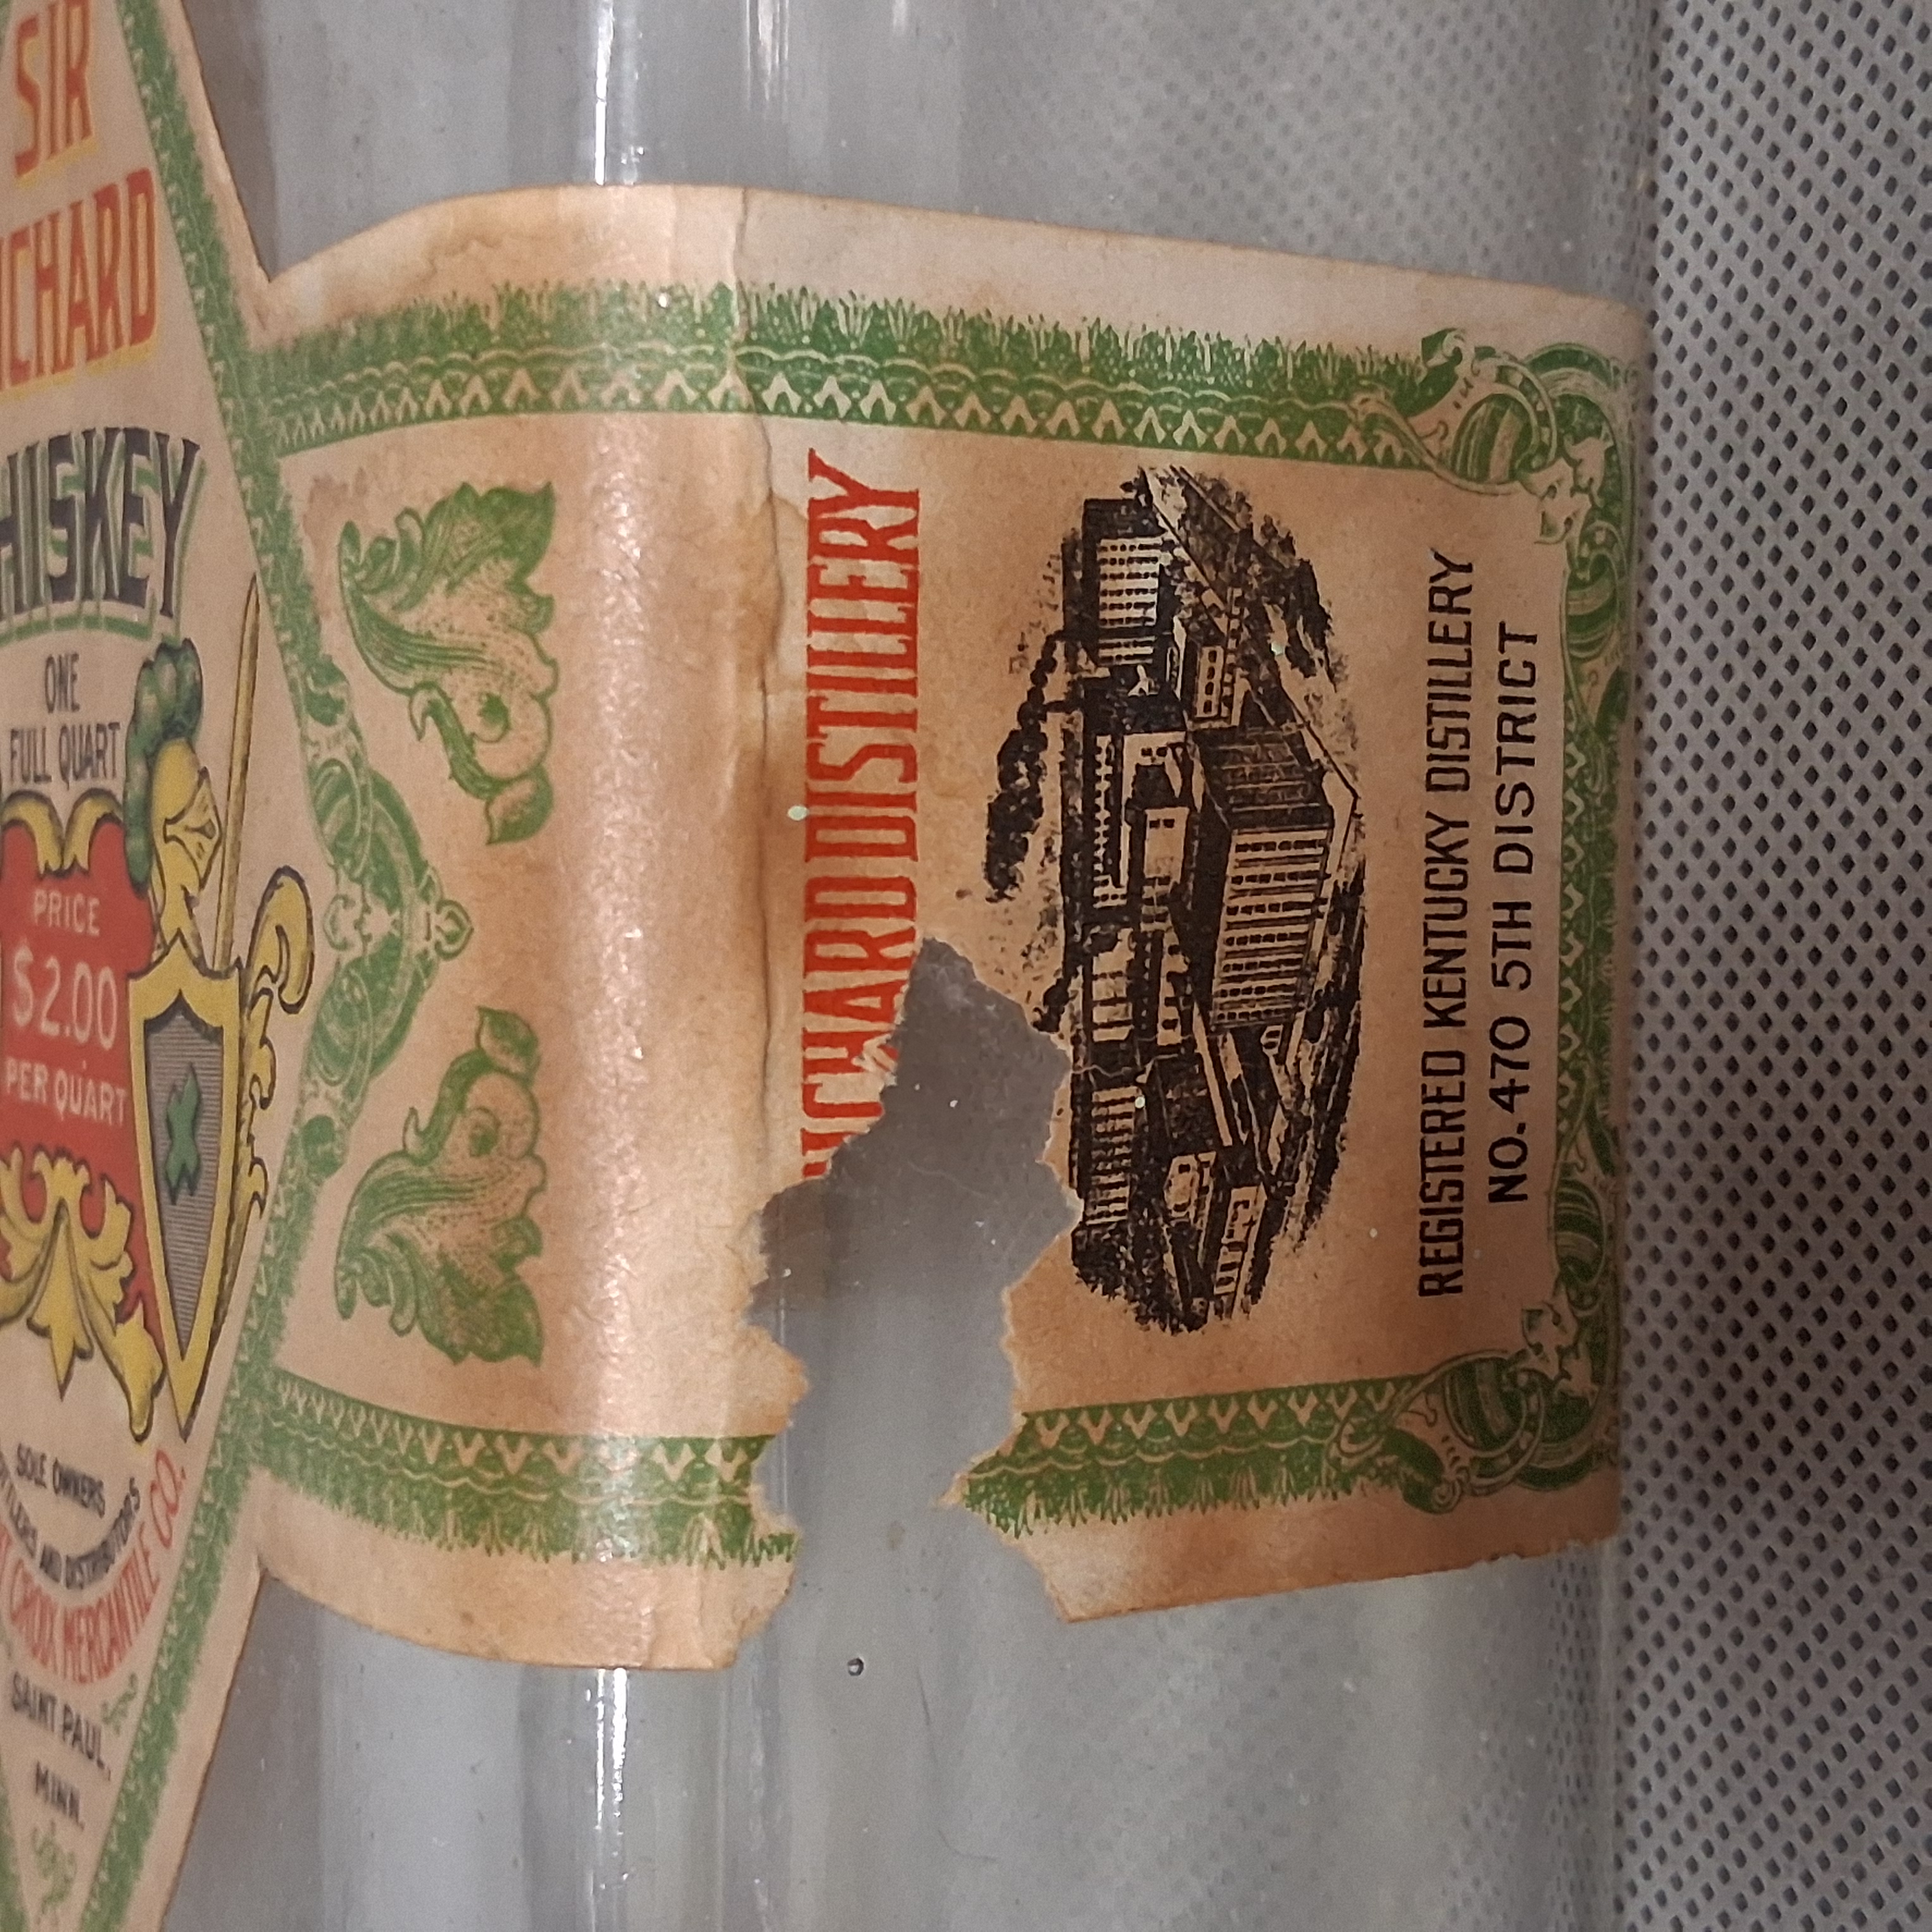 SIR
ICHARD
HISKEY
ONE
FULL QUART
PRICE
$2.00
PER QUART
SOLE OWNERS
TILLERS AND DISTRIBUTORS
CROIX MERCANTILE CO.
SAINT PAUL,
MINN.
ICHARD DISTILLERY
REGISTERED KENTUCKY DISTILLERY
NO. 470 5TH DISTRICT